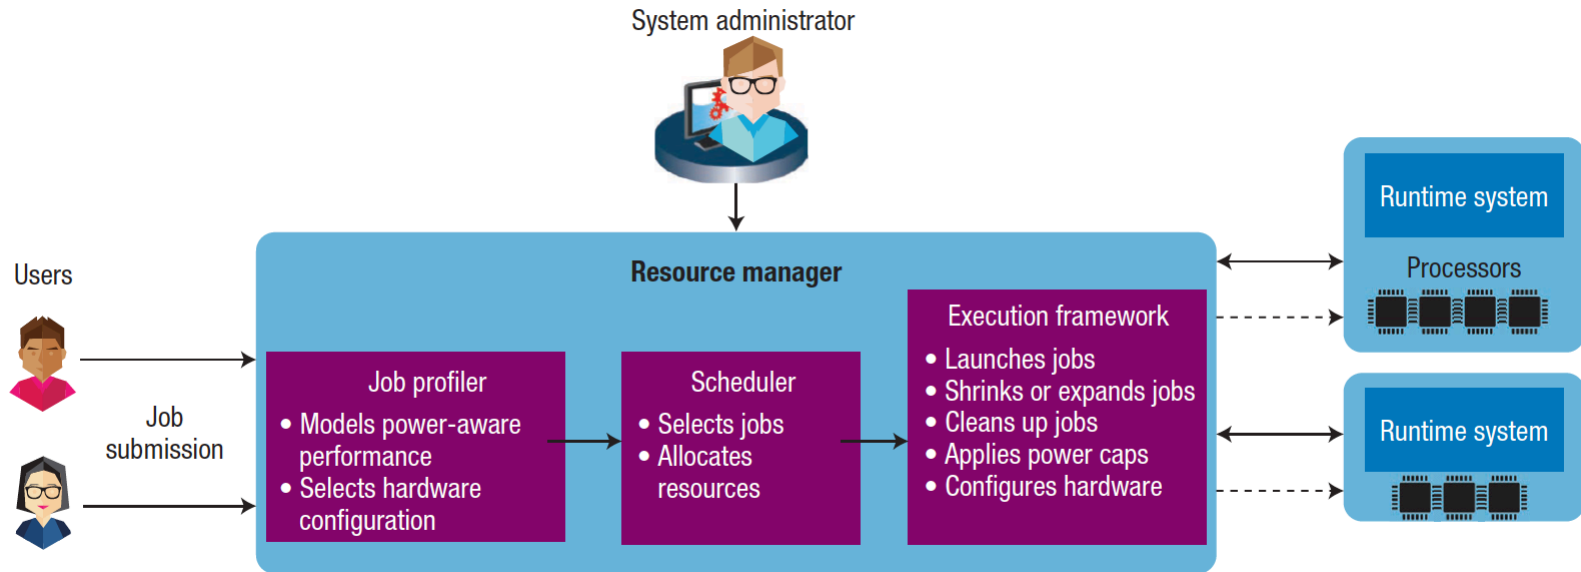 System administrator
Users
Job
submission
Resource manager
Job profiler
• Models power-aware
performance
• Selects hardware
configuration
Scheduler
• Selects jobs
• Allocates
resources
Execution framework
• Launches jobs
• Shrinks or expands jobs
• Cleans up jobs
• Applies power caps
• Configures hardware
Runtime system
Processors
Runtime system